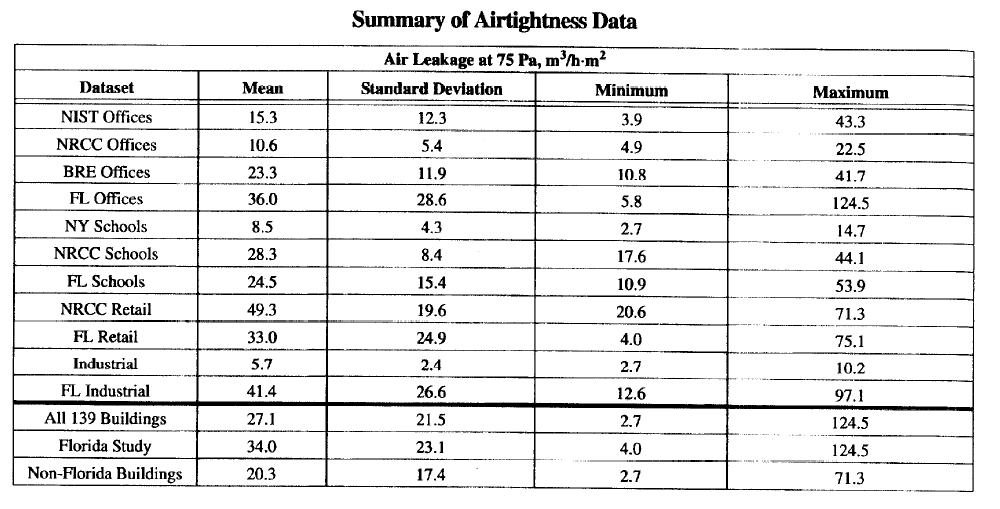 Summary of Airtightness Data
Air Leakage at 75 Pa, m³/h·m²
Dataset Mean Standard Deviation Minimum Maximum
NIST Offices 15.3 12.3 3.9 43.3
NRCC Offices 10.6 5.4 4.9 22.5
BRE Offices 23.3 11.9 10.8 41.7
FL Offices 36.0 28.6 5.8 124.5
NY Schools 8.5 4.3 2.7 14.7
NRCC Schools 28.3 8.4 17.6 44.1
FL Schools 24.5 15.4 10.9 53.9
NRCC Retail 49.3 19.6 20.6 71.3
FL Retail 33.0 24.9 4.0 75.1
Industrial 5.7 2.4 2.7 10.2
FL Industrial 41.4 26.6 12.6 97.1
All 139 Buildings 27.1 21.5 2.7 124.5
Florida Study 34.0 23.1 4.0 124.5
Non-Florida Buildings 20.3 17.4 2.7 71.3